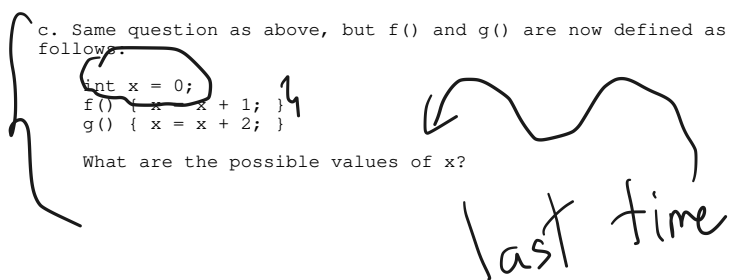 c. Same question as above, but f() and g() are now defined as
follows:
int x = 0;
f() { x = x + 1; }
g() { x = x + 2; }
What are the possible values of x?
last time